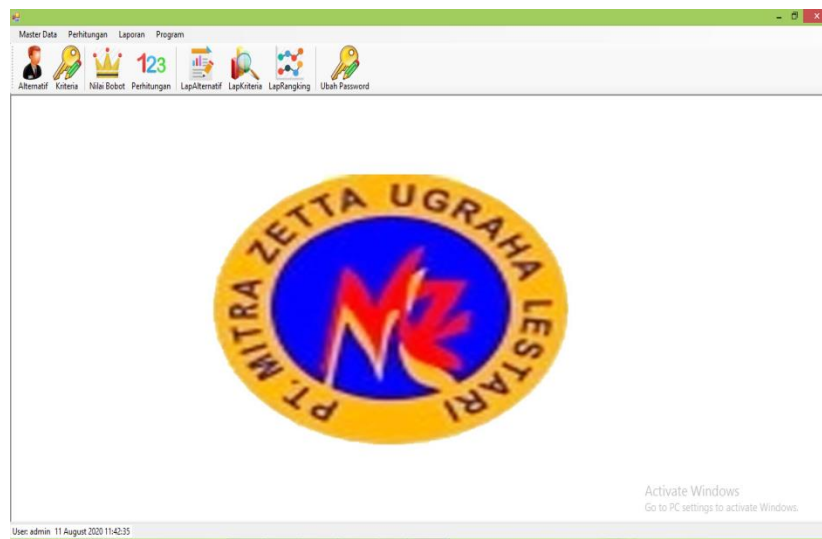 Master Data Perhitungan Laporan Program
123
Alternatif Kriteria Nilai Bobot Perhitungan LapAlternatif LapKriteria LapRangking Ubah Password
PT. MITRA ZETTA UGRAHA LESTARI
MZ
Activate Windows
Go to PC settings to activate Windows.
User: admin 11 August 2020 11:42:35